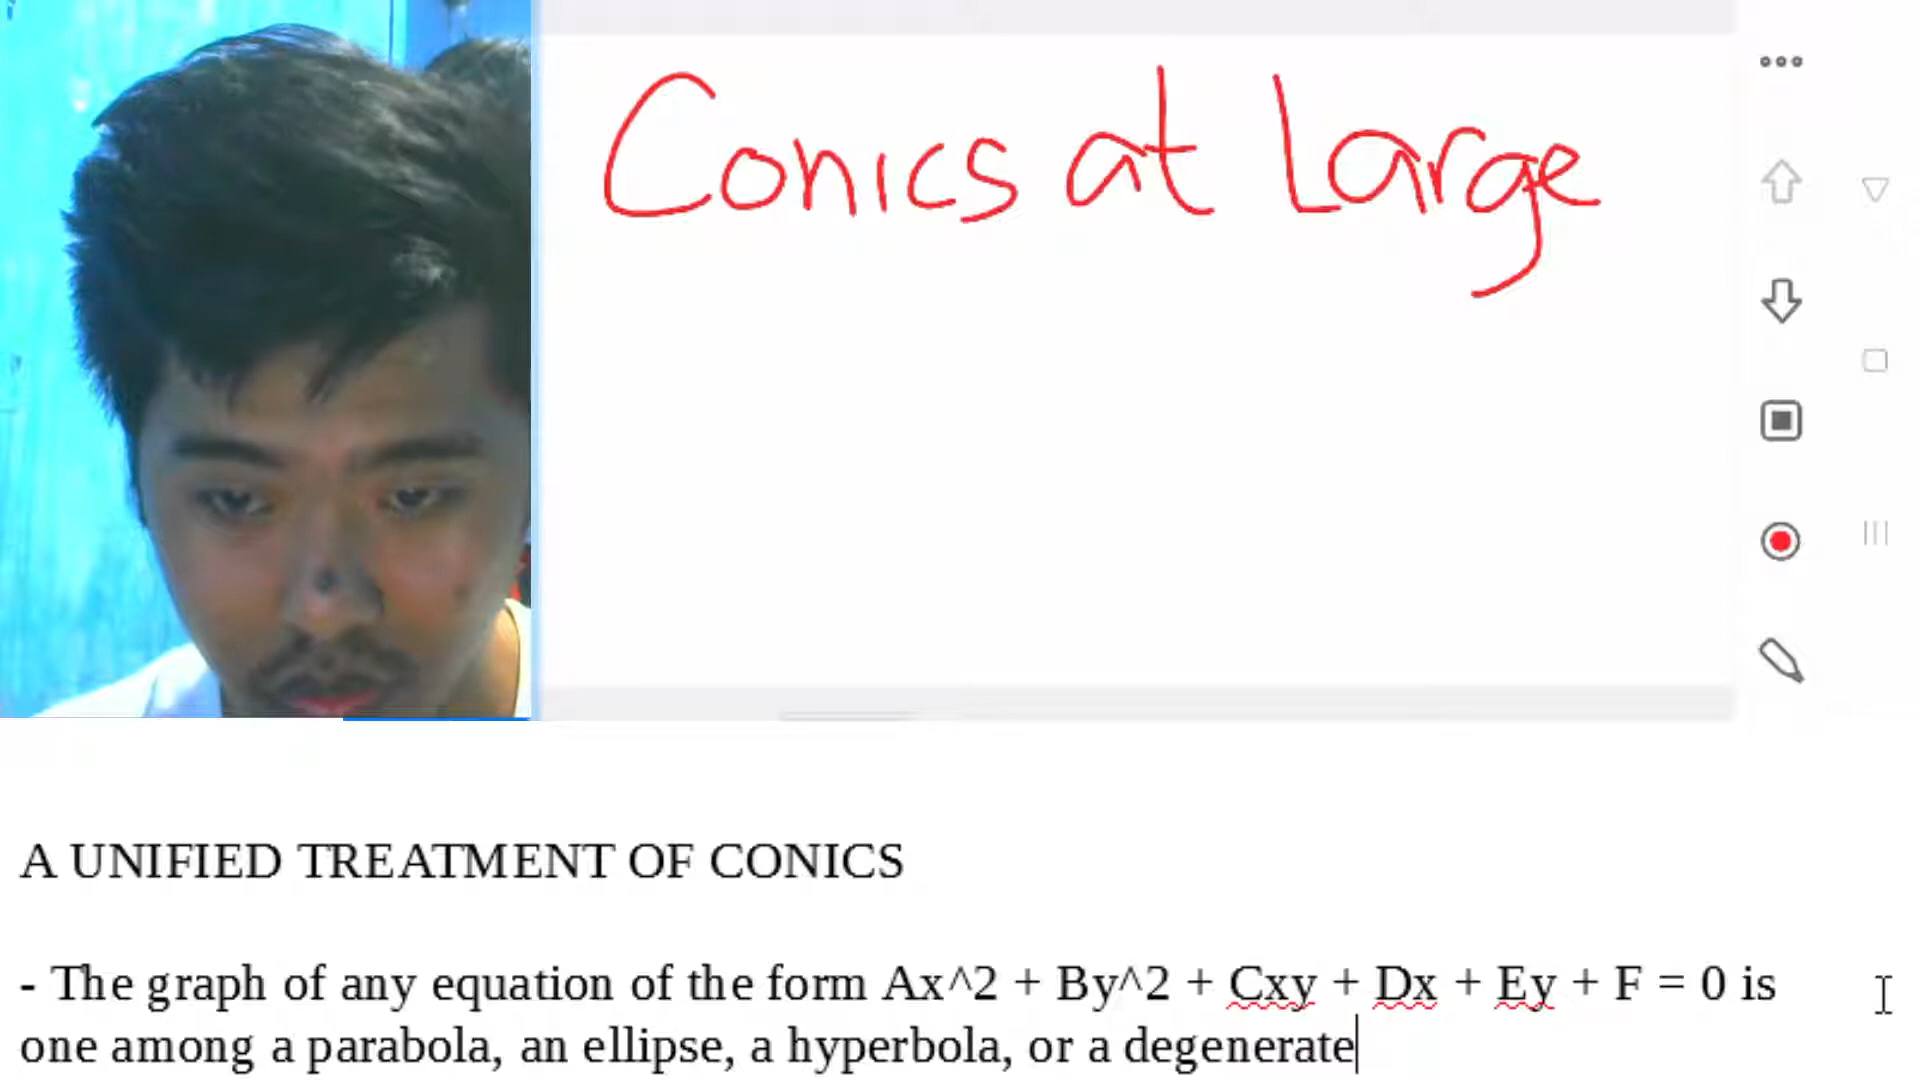 Conics at Large
A UNIFIED TREATMENT OF CONICS
- The graph of any equation of the form Ax^2 + By^2 + Cxy + Dx + Ey + F = 0 is
one among a parabola, an ellipse, a hyperbola, or a degenerate